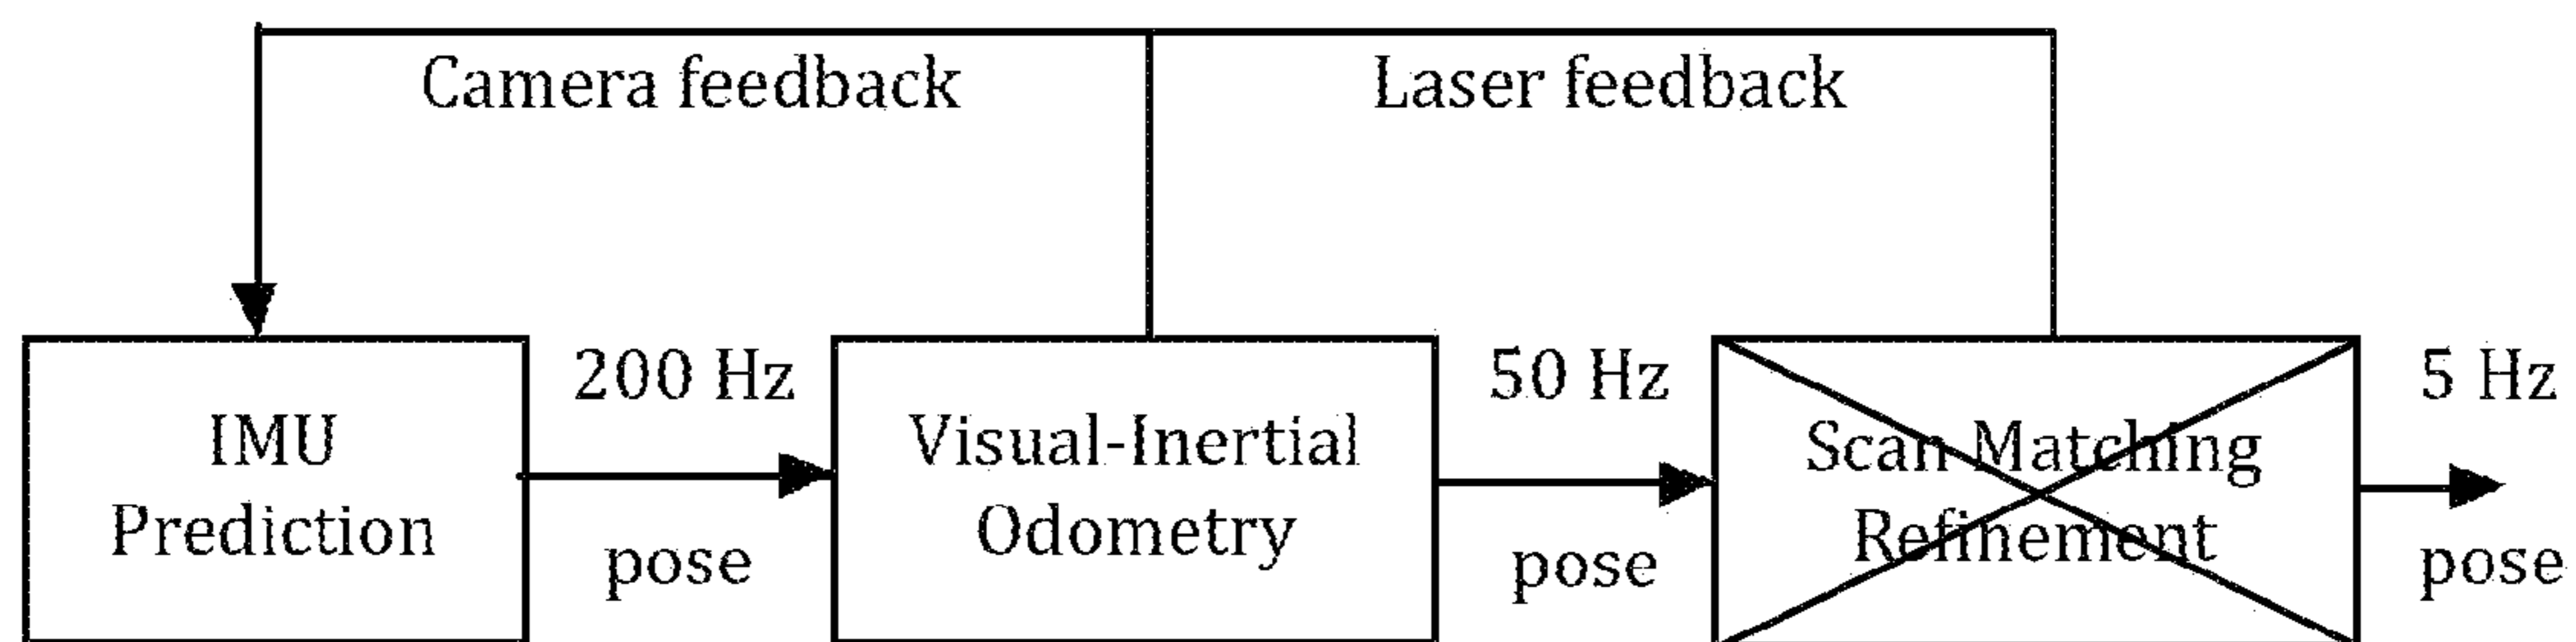 Camera feedback
Laser feedback
IMU
Prediction
200 Hz
pose
Visual-Inertial
Odometry
50 Hz
pose
Scan Matching
Refinement
5 Hz
pose